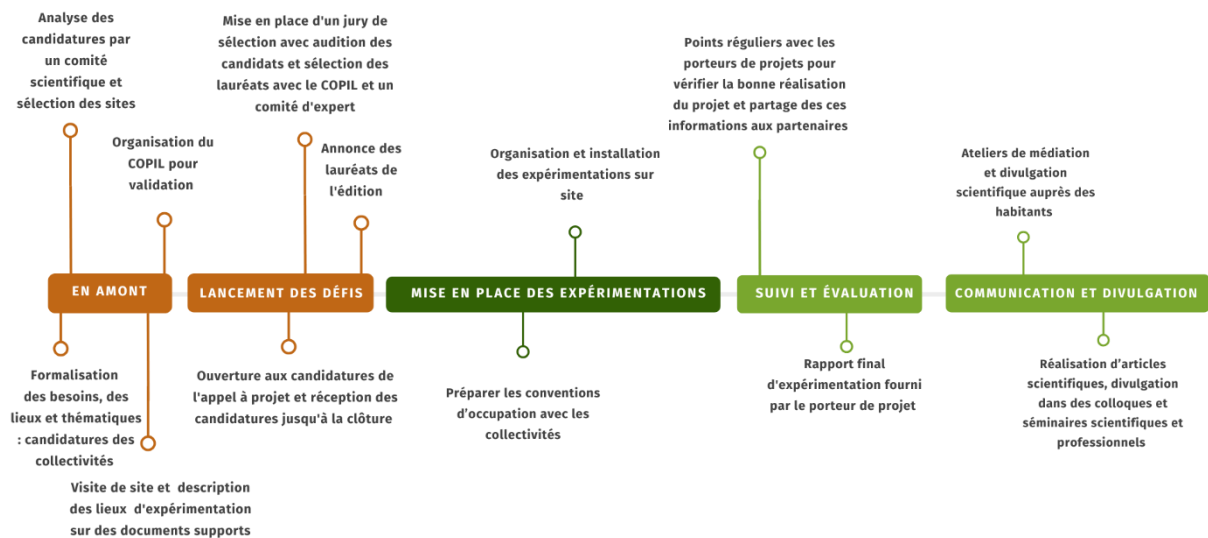 Analyse des
candidatures par
un comité
scientifique et
sélection des sites
Mise en place d'un jury de
sélection avec audition des
candidats et sélection des
lauréats avec le COPIL et un
comité d'expert
Points réguliers avec les
porteurs de projets pour
vérifier la bonne réalisation
du projet et partage des ces
informations aux partenaires
Organisation du
COPIL pour
validation
Annonce des
lauréats de
l'édition
Organisation et installation
des expérimentations sur
site
Ateliers de médiation
et divulgation
scientifique auprès des
habitants
EN AMONT
LANCEMENT DES DÉFIS
MISE EN PLACE DES EXPÉRIMENTATIONS
SUIVI ET ÉVALUATION
COMMUNICATION ET DIVULGATION
Formalisation
des besoins, des
lieux et thématiques
: candidatures des
collectivités
Visite de site et description
des lieux d'expérimentation
sur des documents supports
Ouverture aux candidatures de
l'appel à projet et réception des
candidatures jusqu'à la clôture
Préparer les conventions
d’occupation avec les
collectivités
Rapport final
d'expérimentation fourni
par le porteur de projet
Réalisation d’articles
scientifiques, divulgation
dans des colloques et
séminaires scientifiques et
professionnels